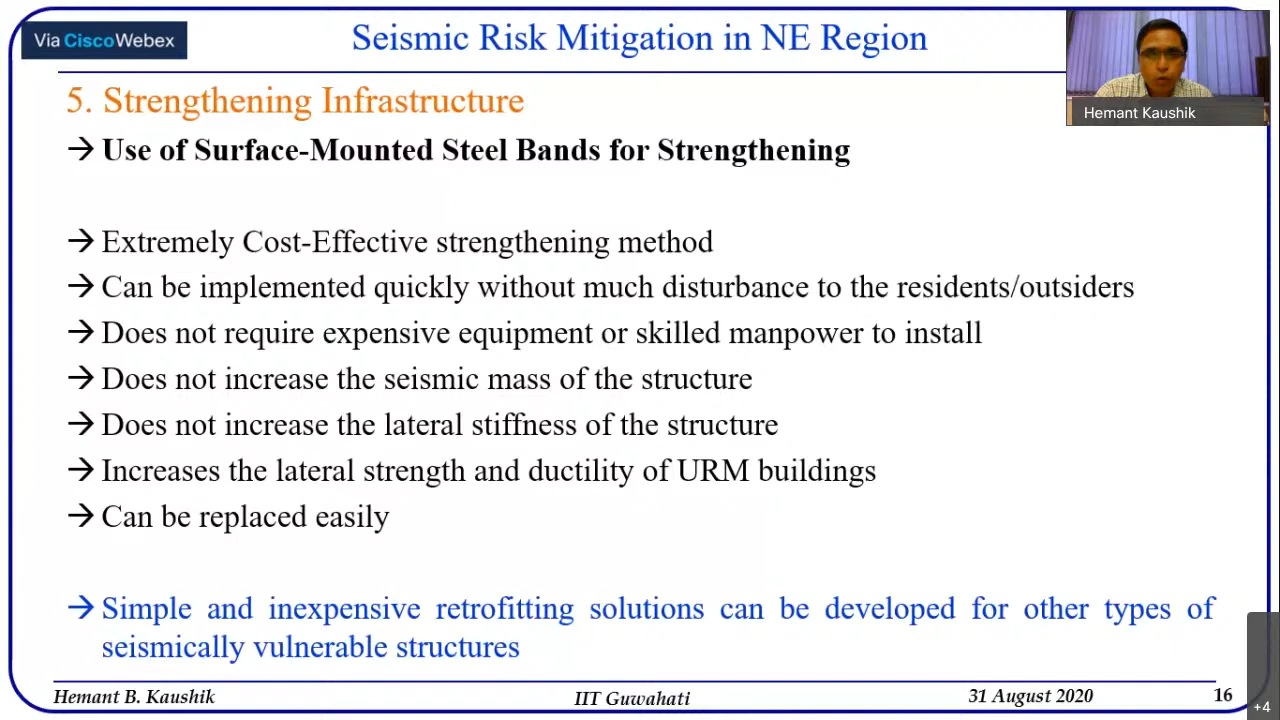 Via CiscoWebex
Seismic Risk Mitigation in NE Region
Hemant Kaushik
5. Strengthening Infrastructure
→ Use of Surface-Mounted Steel Bands for Strengthening
→ Extremely Cost-Effective strengthening method
→ Can be implemented quickly without much disturbance to the residents/outsiders
→ Does not require expensive equipment or skilled manpower to install
→ Does not increase the seismic mass of the structure
→ Does not increase the lateral stiffness of the structure
→ Increases the lateral strength and ductility of URM buildings
→ Can be replaced easily
→ Simple and inexpensive retrofitting solutions can be developed for other types of
seismically vulnerable structures
Hemant B. Kaushik IIT Guwahati 31 August 2020 16
+4